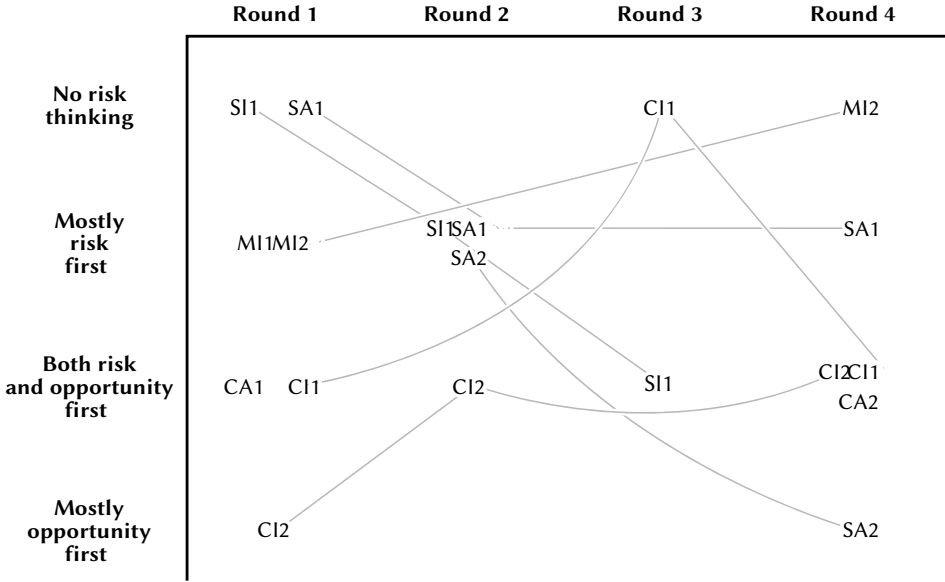 Round 1 Round 2 Round 3 Round 4
No risk
thinking
SI1 SA1 CI1 MI2
Mostly
risk
first
MI1MI2 SI1SA1 SA1
SA2
Both risk
and opportunity
first
CA1 CI1 CI2 SI1 CI2CI1
CA2
Mostly
opportunity
first
CI2 SA2